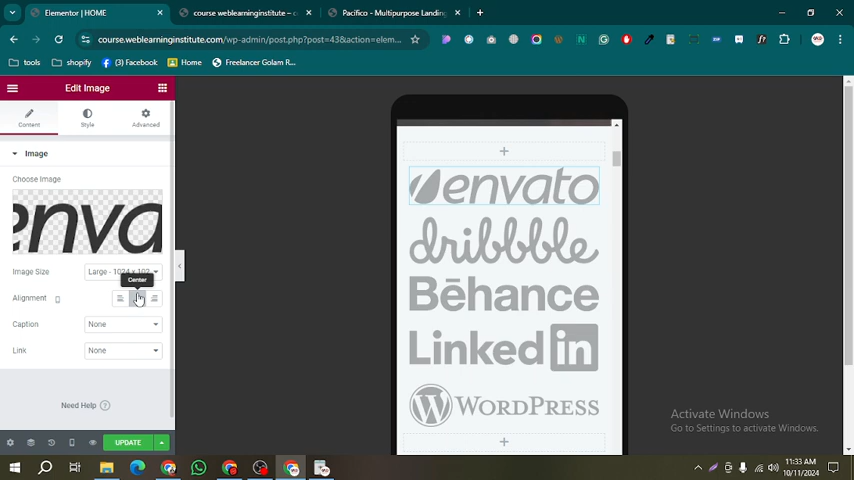 Elementor | HOME
course weblearninginstitute – c
Pacifico - Multipurpose Landing
course.weblearninginstitute.com/wp-admin/post.php?post=43&action=elem...
tools
shopify
(3) Facebook
Home
Freelancer Golam R...
Edit Image
Content
Style
Advanced
Image
Choose Image
enva
Image Size
Large - 1024 x 102
Center
Alignment
Caption
None
Link
None
Need Help
UPDATE
envato
dribbble
Bēhance
Linked in
WORDPRESS
Activate Windows
Go to Settings to activate Windows.
11:33 AM
10/11/2024